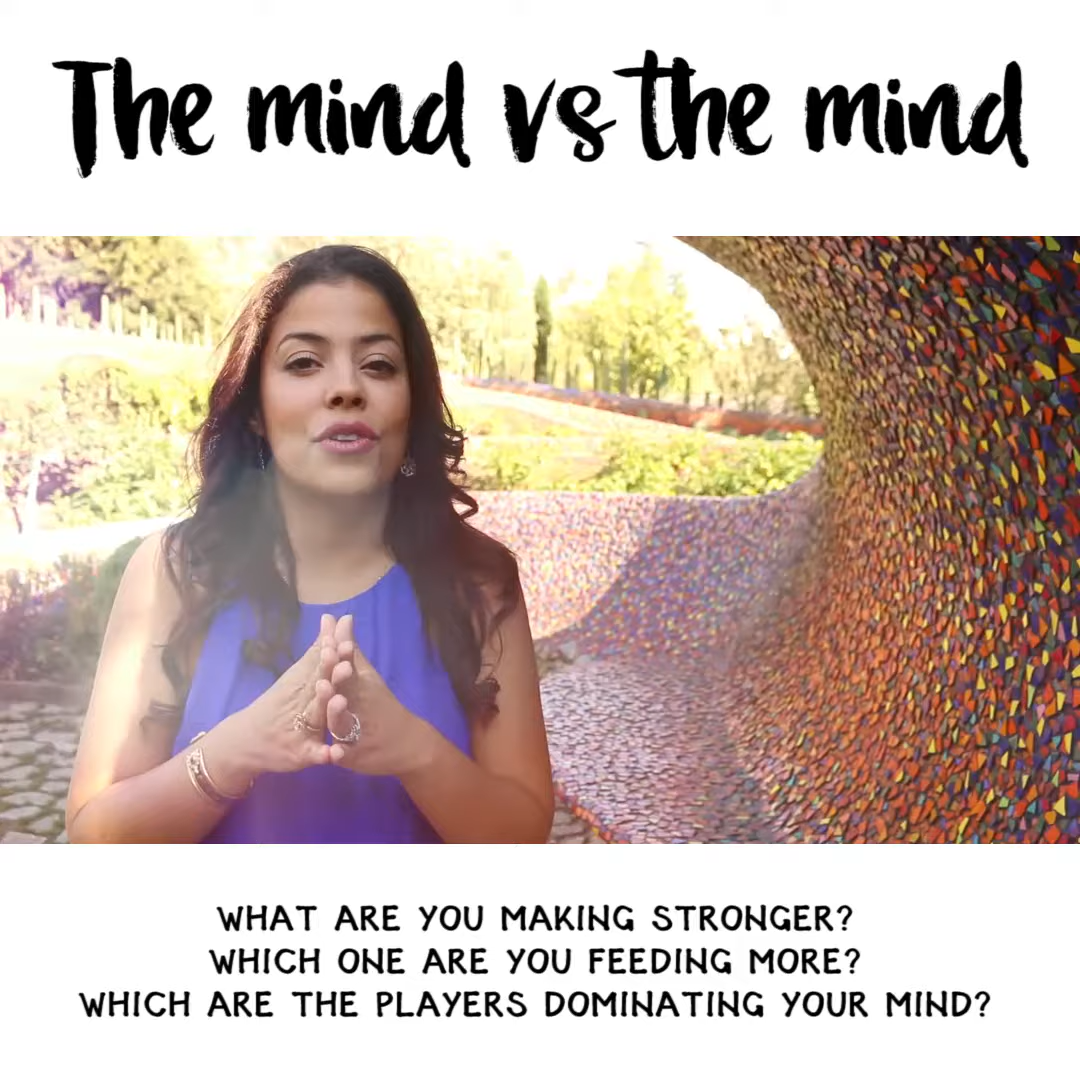 The mind vs the mind
WHAT ARE YOU MAKING STRONGER?
WHICH ONE ARE YOU FEEDING MORE?
WHICH ARE THE PLAYERS DOMINATING YOUR MIND?